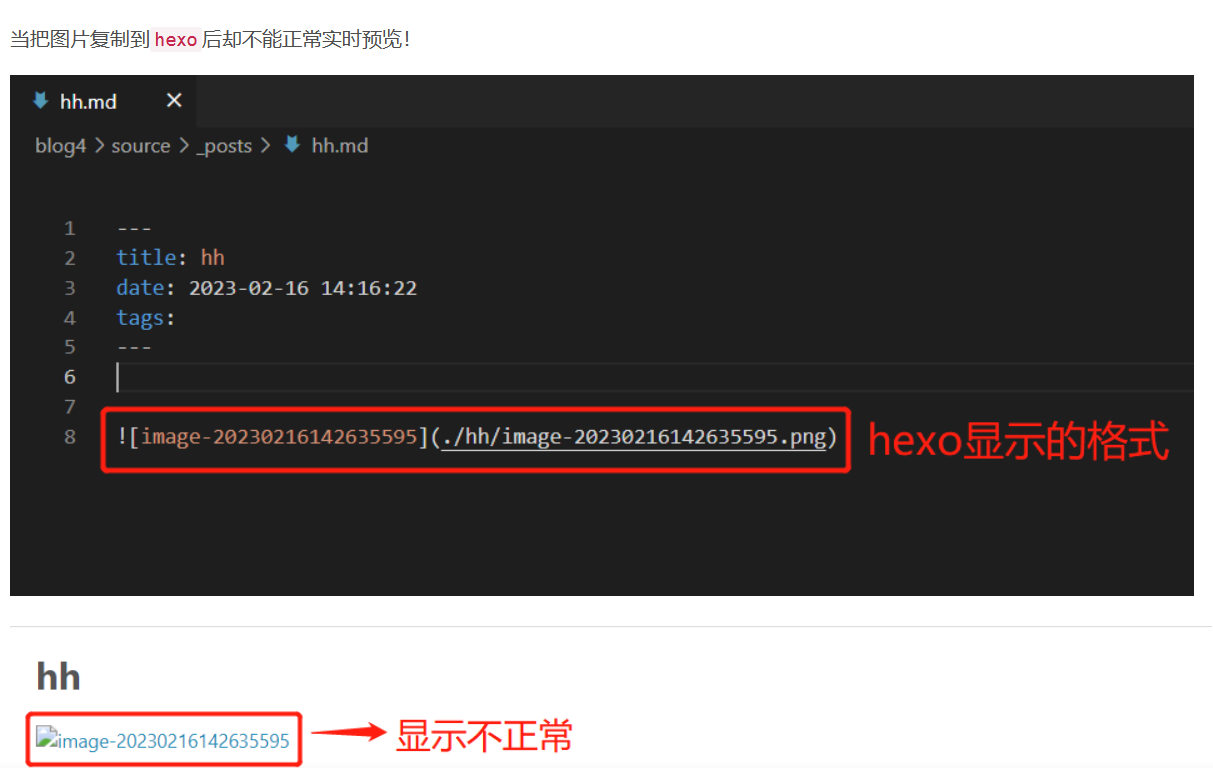 当把图片复制到 hexo 后却不能正常实时预览！
hh.md ×
blog4 > source > _posts > hh.md
1 ---
2 title: hh
3 date: 2023-02-16 14:16:22
4 tags:
5 ---
6
7
8 ![image-20230216142635595](./hh/image-20230216142635595.png) hexo显示的格式
hh
image-20230216142635595 显示不正常